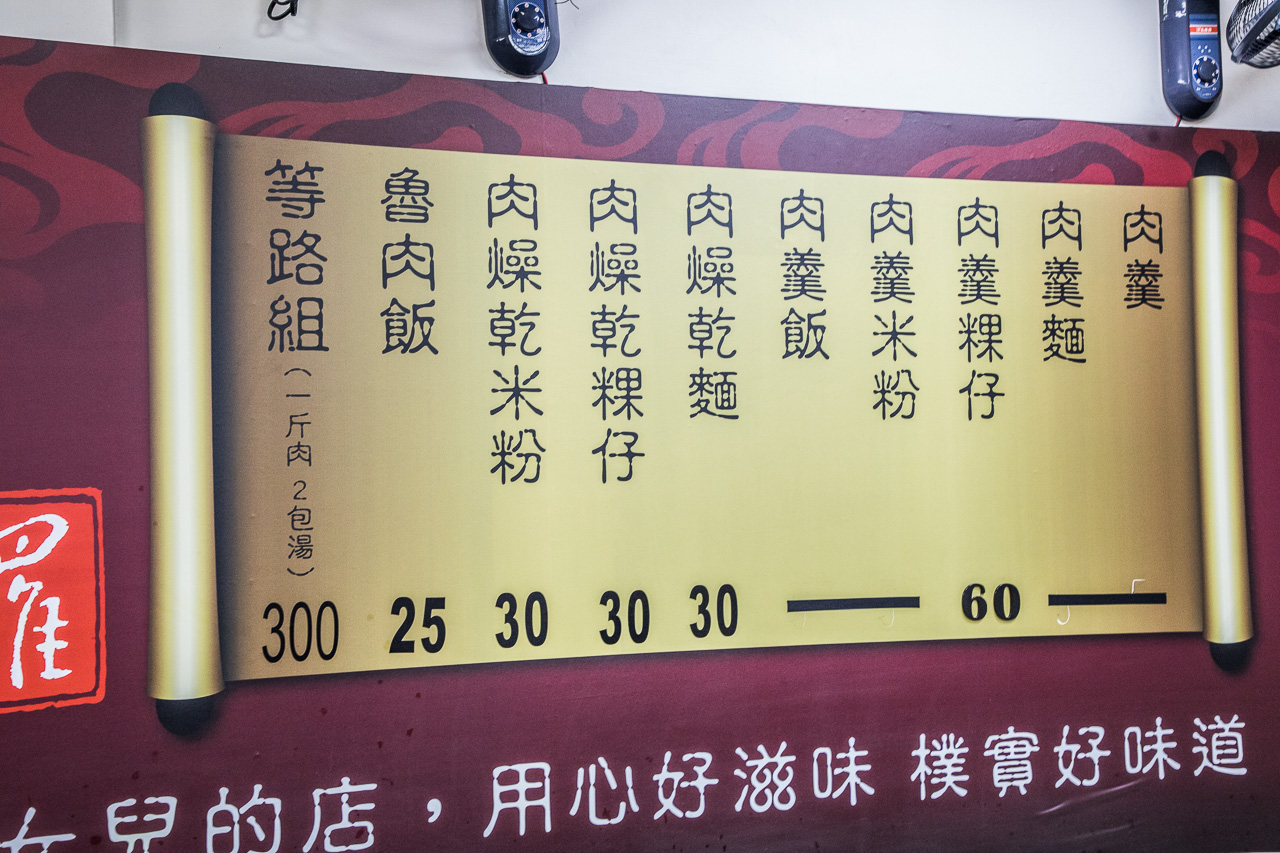 肉羹
肉羹麵
肉羹粿仔
肉羹米粉
肉羹飯
60
肉燥乾麵
30
肉燥乾粿仔
30
肉燥乾米粉
30
魯肉飯
25
等路組(一斤肉2包湯)
300
羅
女兒的店，用心好滋味 樸實好味道